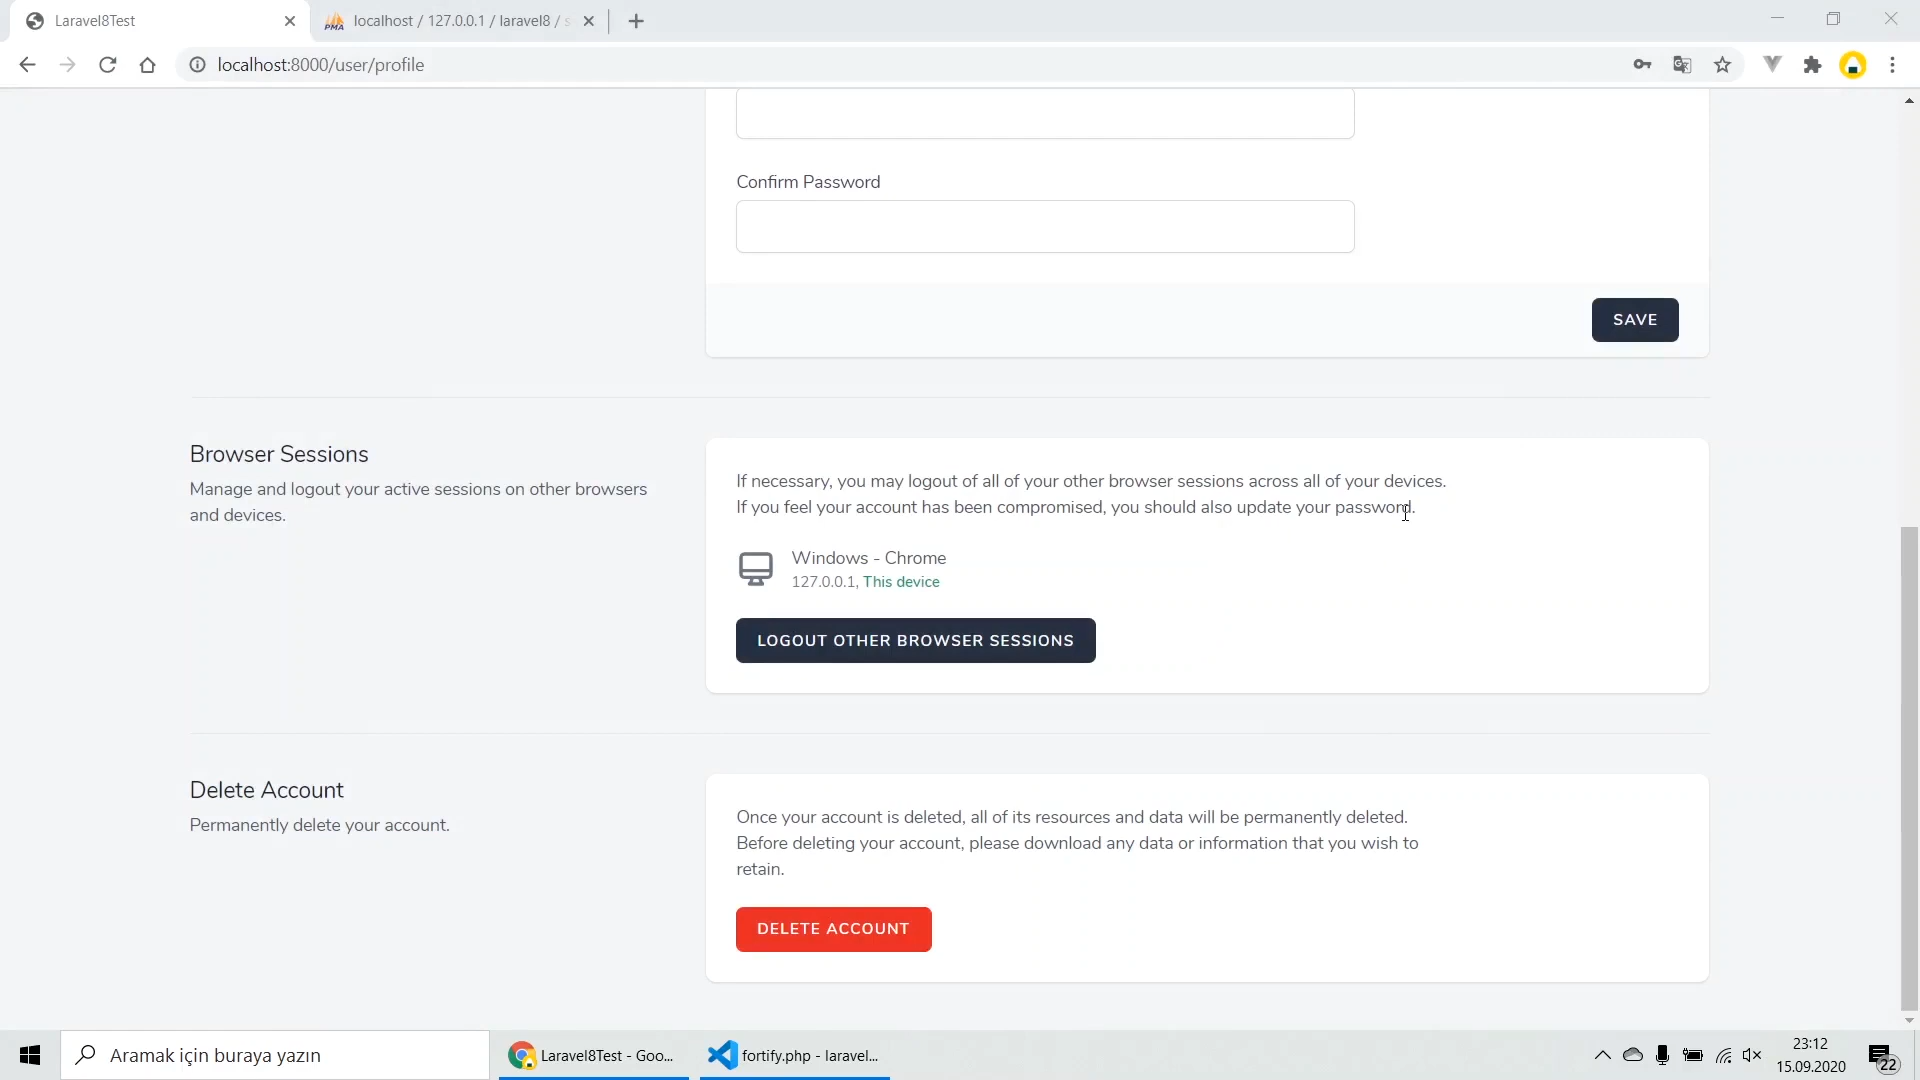 Laravel8Test
PMA
localhost / 127.0.0.1 / laravel8 / s
localhost:8000/user/profile
Confirm Password
SAVE
Browser Sessions
Manage and logout your active sessions on other browsers
and devices.
If necessary, you may logout of all of your other browser sessions across all of your devices.
If you feel your account has been compromised, you should also update your password.
Windows - Chrome
127.0.0.1, This device
LOGOUT OTHER BROWSER SESSIONS
Delete Account
Permanently delete your account.
Once your account is deleted, all of its resources and data will be permanently deleted.
Before deleting your account, please download any data or information that you wish to
retain.
DELETE ACCOUNT
Aramak için buraya yazın
Laravel8Test - Goo...
fortify.php - laravel...
23:12
15.09.2020
22